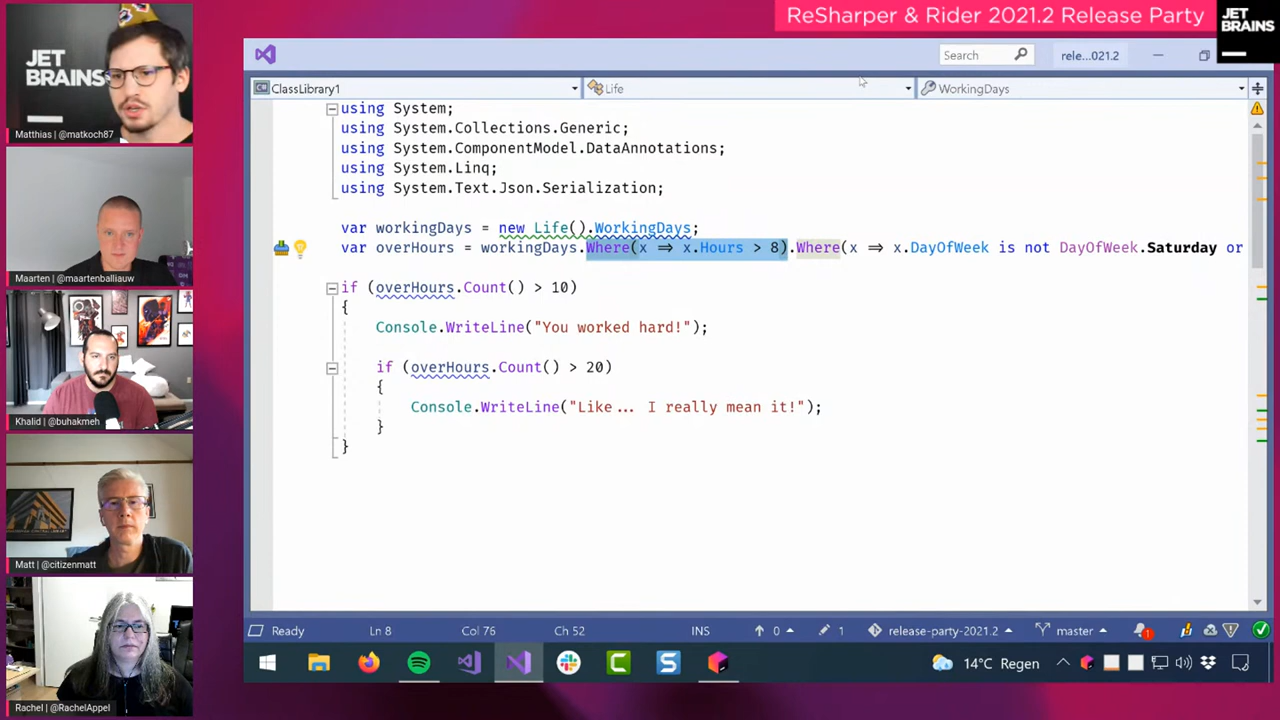 ReSharper & Rider 2021.2 Release Party
JET
BRAINS
JET
BRAINS
Matthias | @matkoch87
Maarten | @maartenballiauw
Khalid | @buhakmeh
Matt | @citizenmatt
Rachel | @RachelAppel
Search
rele...021.2
ClassLibrary1
Life
WorkingDays
using System;
using System.Collections.Generic;
using System.ComponentModel.DataAnnotations;
using System.Linq;
using System.Text.Json.Serialization;
var workingDays = new Life().WorkingDays;
var overHours = workingDays.Where(x => x.Hours > 8).Where(x => x.DayOfWeek is not DayOfWeek.Saturday or
if (overHours.Count() > 10)
{
Console.WriteLine("You worked hard!");
if (overHours.Count() > 20)
{
Console.WriteLine("Like... I really mean it!");
}
}
Ready
Ln 8
Col 76
Ch 52
INS
0
1
release-party-2021.2
master
1
14°C Regen